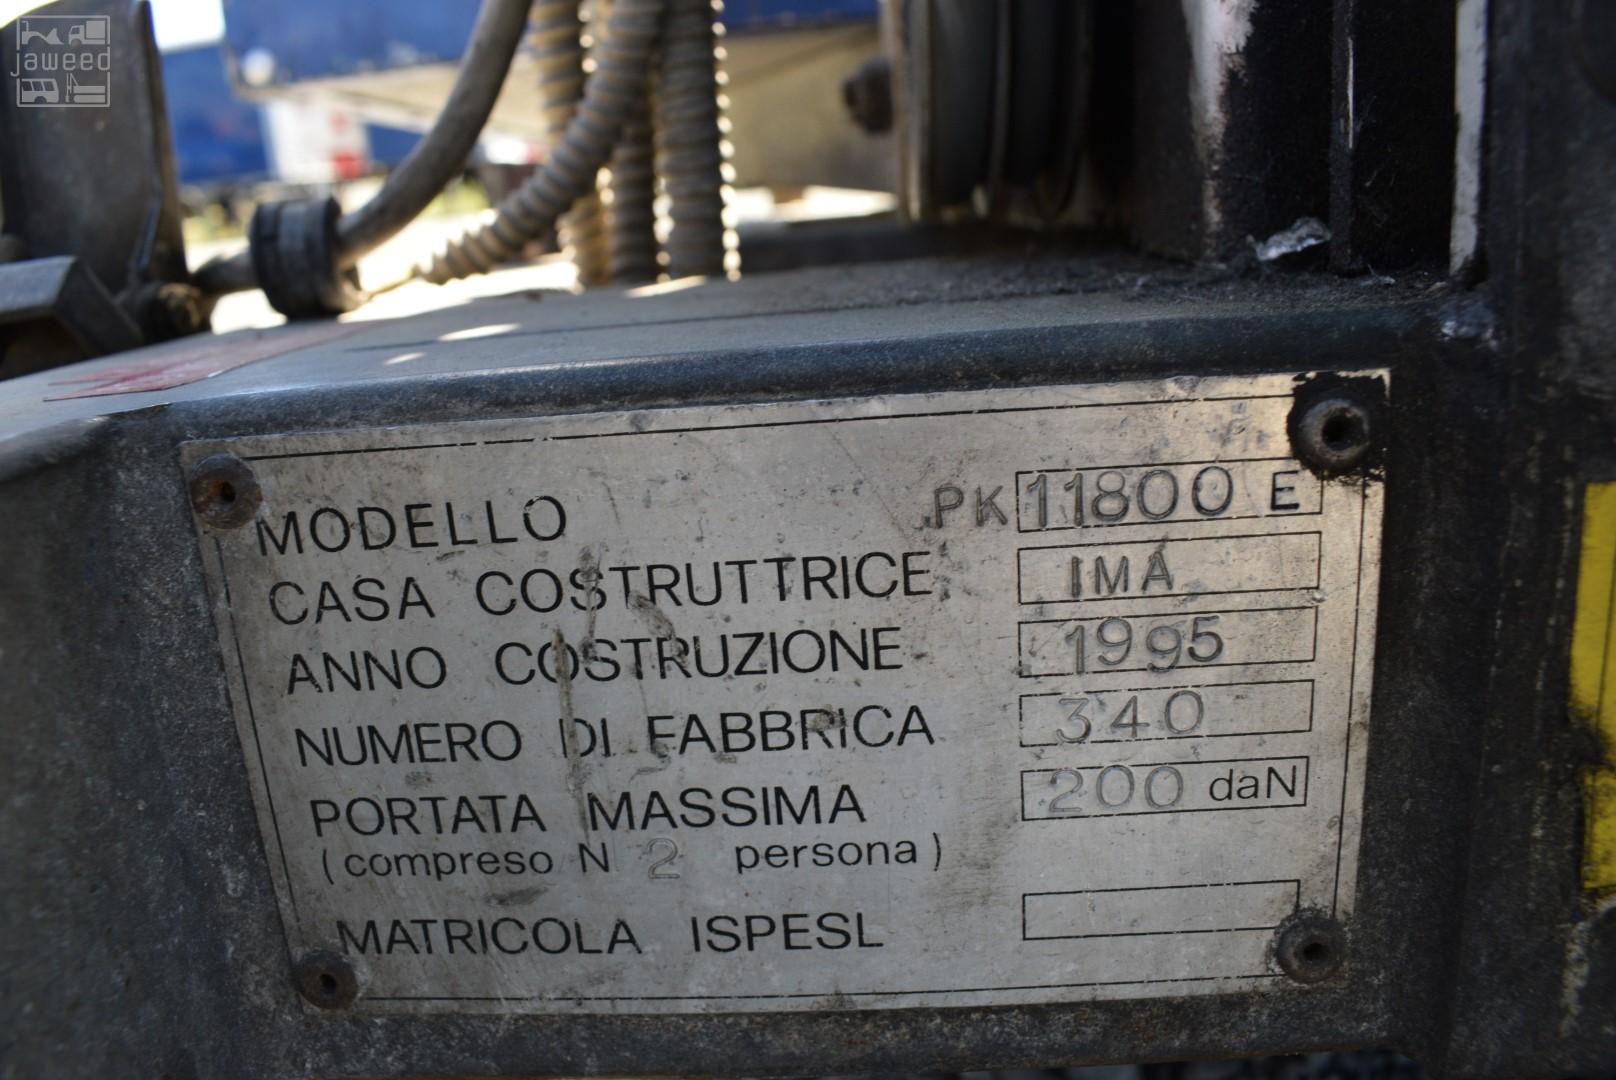 jaweed
MODELLO PK 11800 E
CASA COSTRUTTRICE IMA
ANNO COSTRUZIONE 1995
NUMERO DI FABBRICA 340
PORTATA MASSIMA 200 daN
(compreso N 2 persona)
MATRICOLA ISPESL